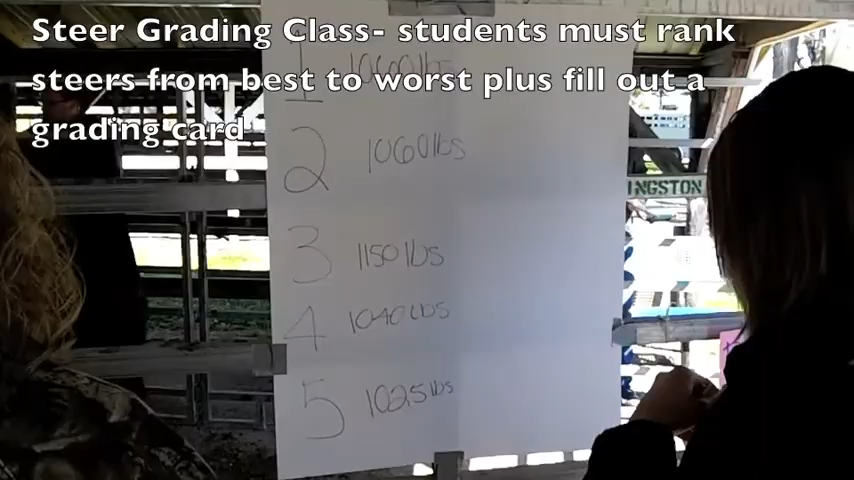 Steer Grading Class- students must rank
steers from best to worst plus fill out a
grading card
1 1060lbs
2 1060lbs
3 1150lbs
4 1040lbs
5 1025lbs
INGSTON